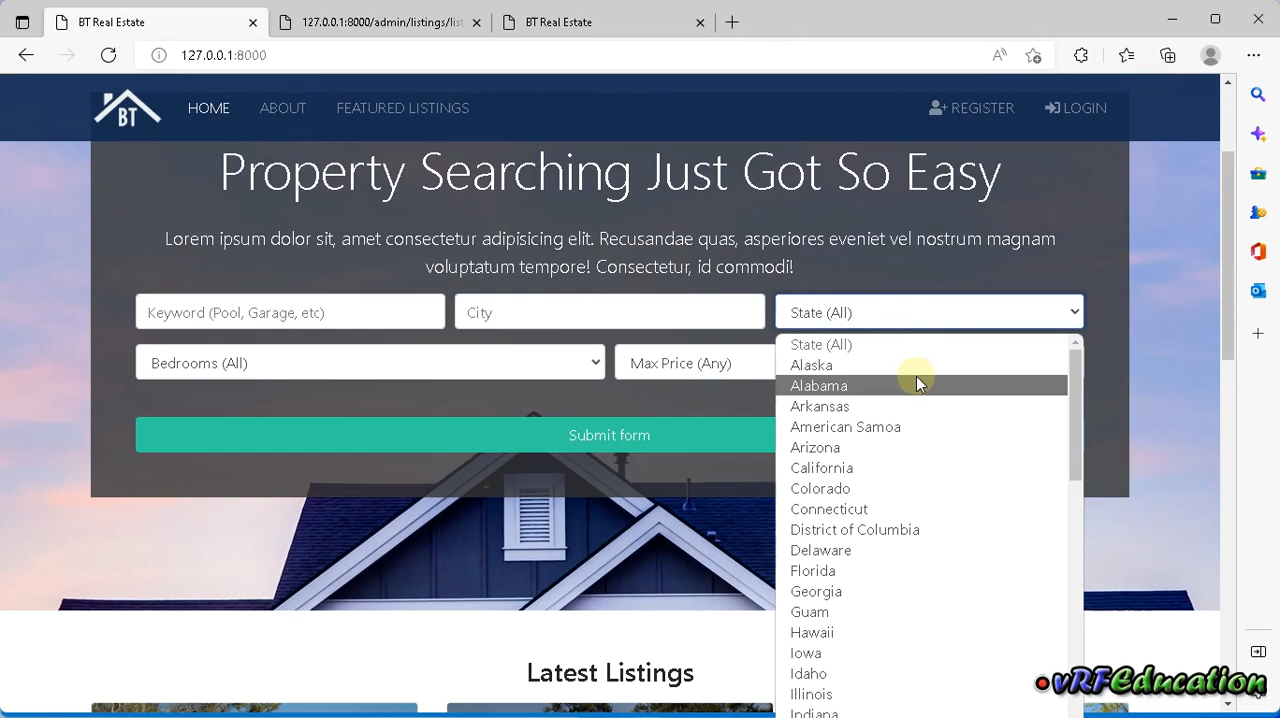 BT Real Estate
127.0.0.1:8000/admin/listings/list
BT Real Estate
127.0.0.1:8000
BT
HOME
ABOUT
FEATURED LISTINGS
REGISTER
LOGIN
Property Searching Just Got So Easy
Lorem ipsum dolor sit, amet consectetur adipisicing elit. Recusandae quas, asperiores eveniet vel nostrum magnam
voluptatum tempore! Consectetur, id commodi!
Keyword (Pool, Garage, etc)
City
State (All)
Bedrooms (All)
Max Price (Any)
Submit form
State (All)
Alaska
Alabama
Arkansas
American Samoa
Arizona
California
Colorado
Connecticut
District of Columbia
Delaware
Florida
Georgia
Guam
Hawaii
Iowa
Idaho
Illinois
Indiana
Latest Listings
vRFEducation